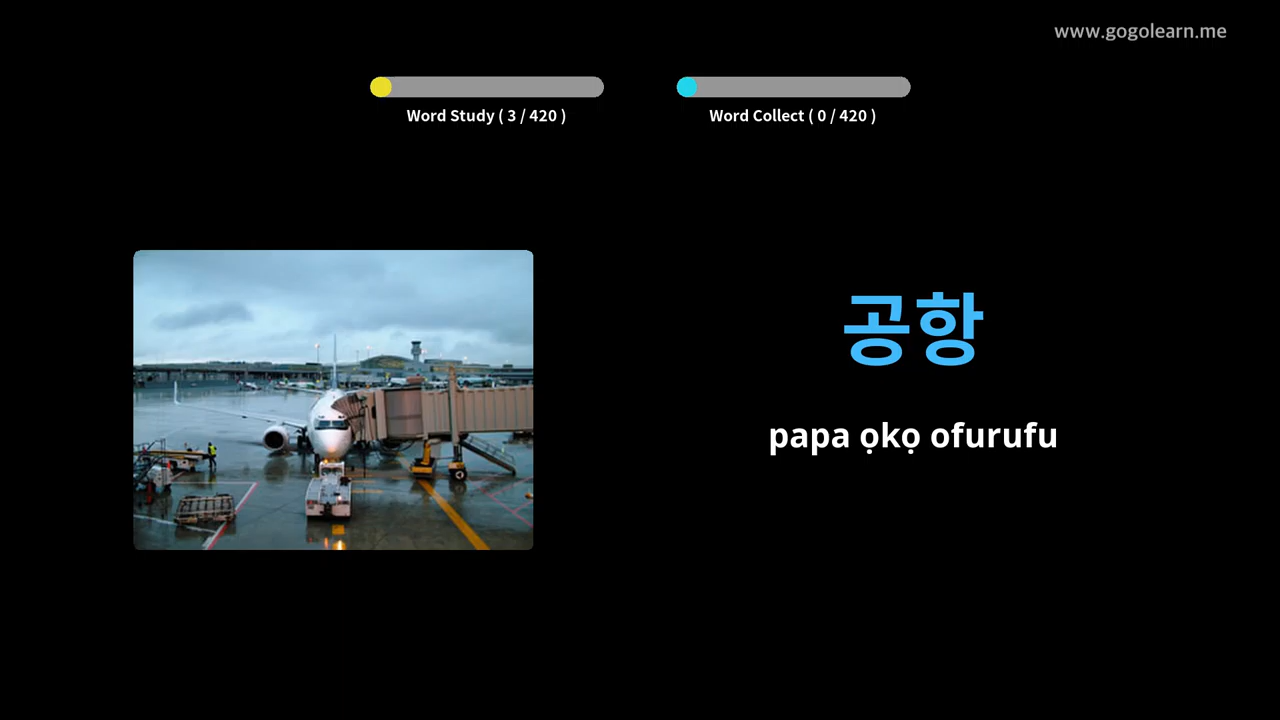 www.gogolearn.me
Word Study ( 3 / 420 )
Word Collect ( 0 / 420 )
공항
papa ọkọ ofurufu